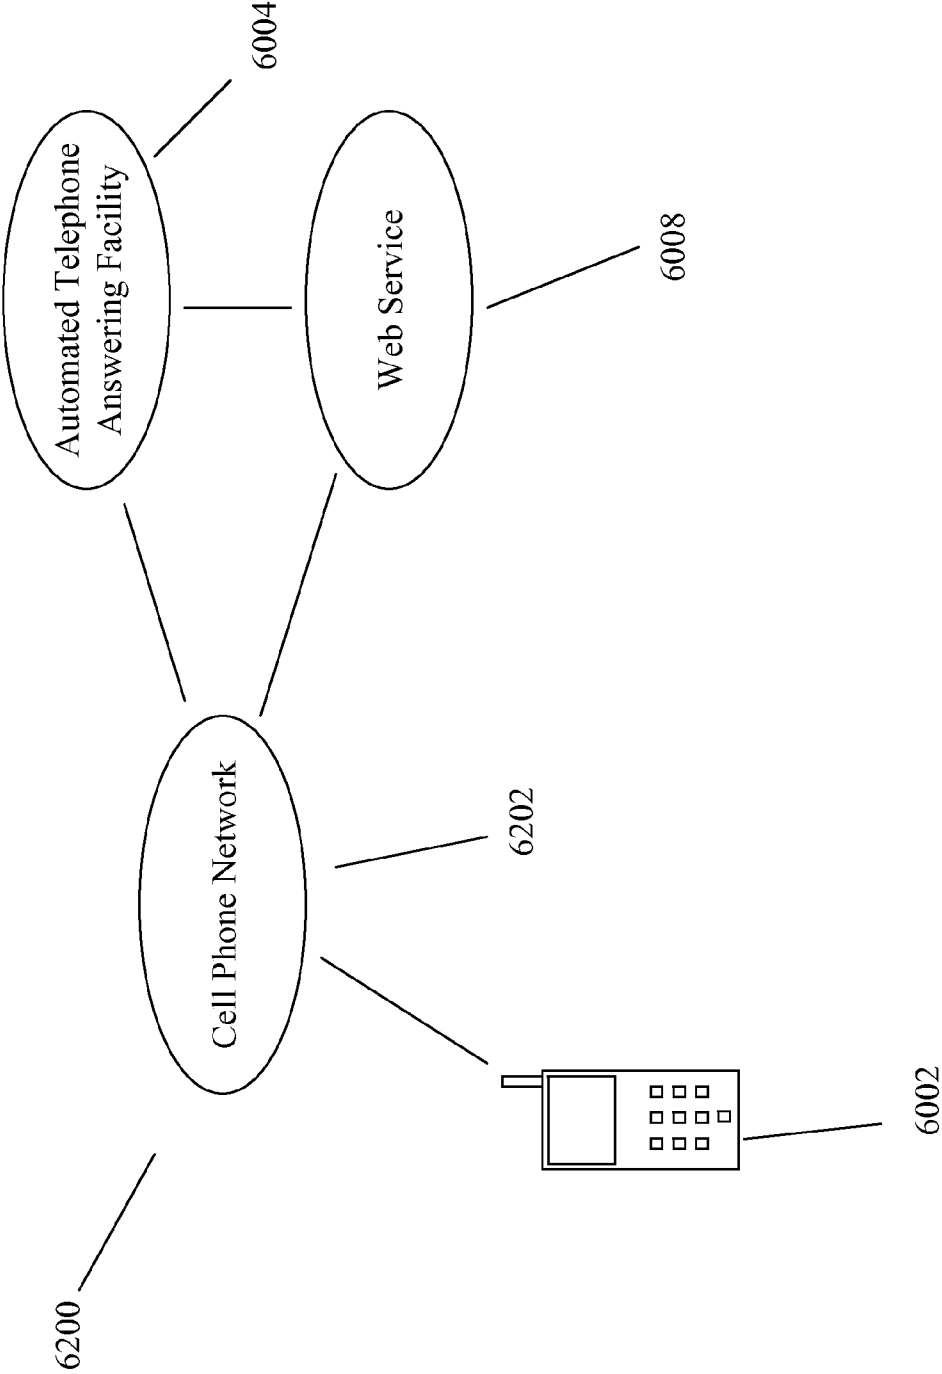 6200
Cell Phone Network
6202
6002
Automated Telephone
Answering Facility
6004
Web Service
6008